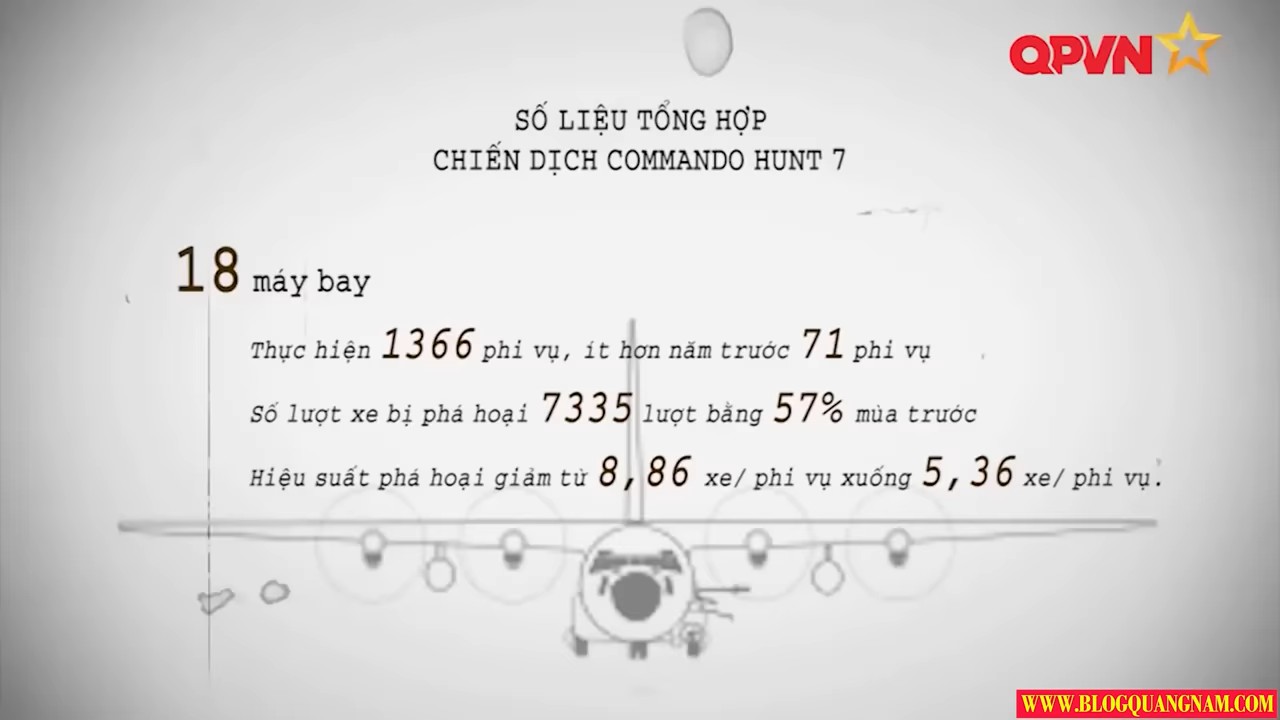 QPVN
SỐ LIỆU TỔNG HỢP
CHIẾN DỊCH COMMANDO HUNT 7
18 máy bay
Thực hiện 1366 phi vụ, ít hơn năm trước 71 phi vụ
Số lượt xe bị phá hoại 7335 lượt bằng 57% mùa trước
Hiệu suất phá hoại giảm từ 8,86 xe/ phi vụ xuống 5,36 xe/ phi vụ.
WWW.BLOGQUANGNAM.COM